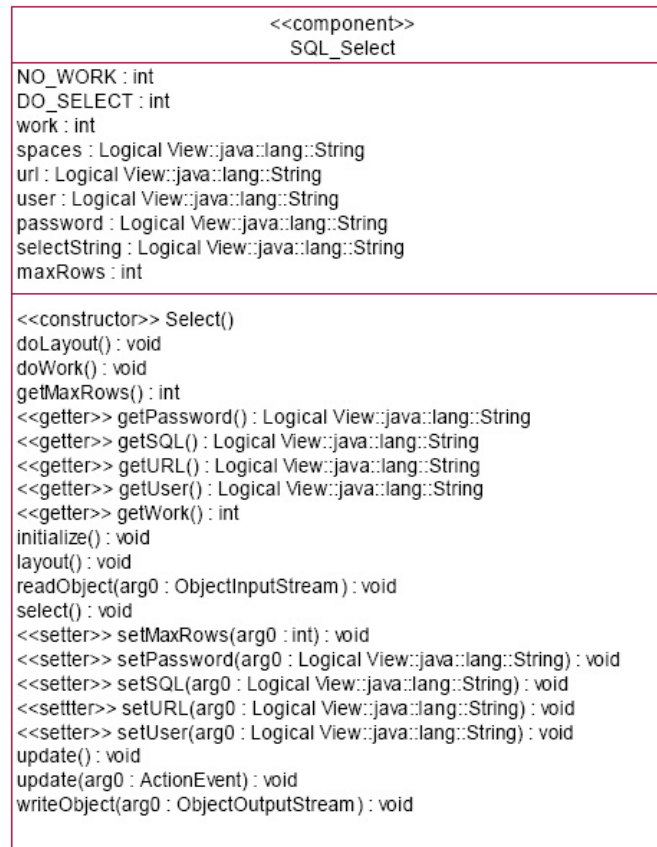 <<component>>
SQL_Select
NO_WORK : int
DO_SELECT : int
work : int
spaces : Logical View::java::lang::String
url : Logical View::java::lang::String
user : Logical View::java::lang::String
password : Logical View::java::lang::String
selectString : Logical View::java::lang::String
maxRows : int
<<constructor>> Select()
doLayout() : void
doWork() : void
getMaxRows() : int
<<getter>> getPassword() : Logical View::java::lang::String
<<getter>> getSQL() : Logical View::java::lang::String
<<getter>> getURL() : Logical View::java::lang::String
<<getter>> getUser() : Logical View::java::lang::String
<<getter>> getWork() : int
initialize() : void
layout() : void
readObject(arg0 : ObjectInputStream) : void
select() : void
<<setter>> setMaxRows(arg0 : int) : void
<<setter>> setPassword(arg0 : Logical View::java::lang::String) : void
<<setter>> setSQL(arg0 : Logical View::java::lang::String) : void
<<settter>> setURL(arg0 : Logical View::java::lang::String) : void
<<setter>> setUser(arg0 : Logical View::java::lang::String) : void
update() : void
update(arg0 : ActionEvent) : void
writeObject(arg0 : ObjectOutputStream) : void